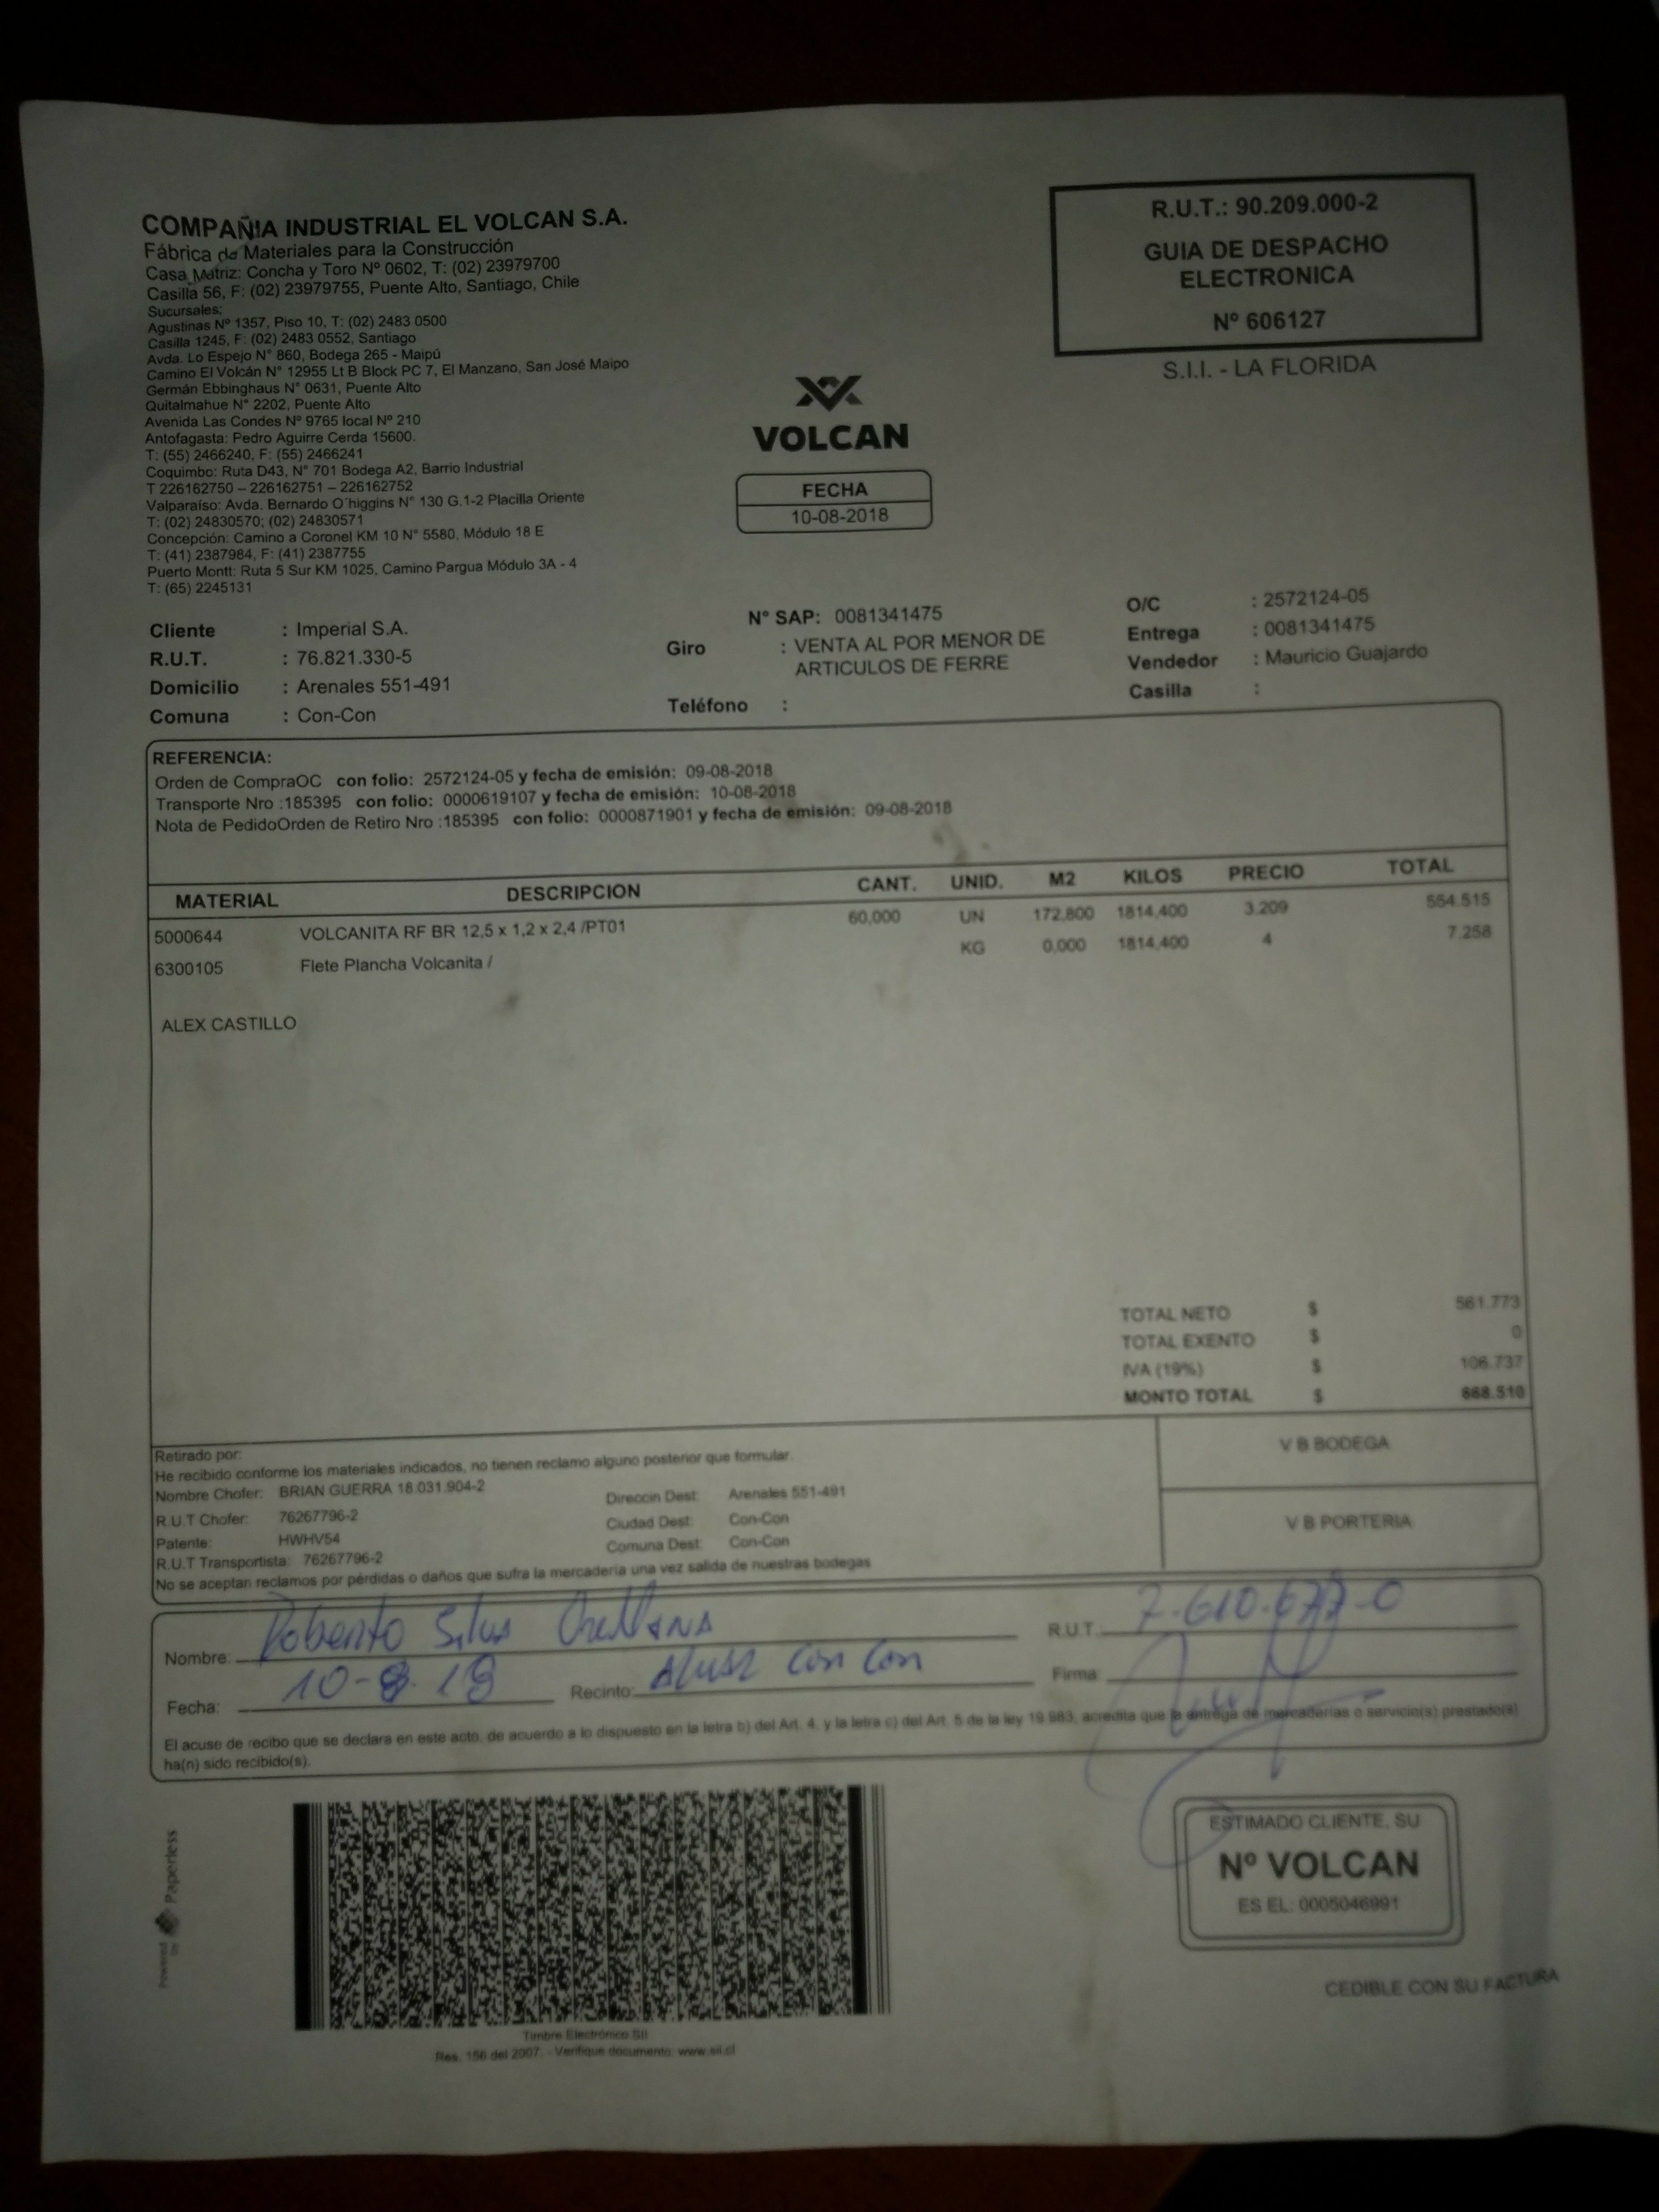 COMPAÑIA INDUSTRIAL EL VOLCAN S.A.
Fábrica de Materiales para la Construcción
Casa Matriz: Concha y Toro Nº 0602, T: (02) 23979700
Casilla 56, F: (02) 23979755, Puente Alto, Santiago, Chile
Sucursales:
Agustinas Nº 1357, Piso 10, T: (02) 2483 0500
Casilla 1245, F: (02) 2483 0552, Santiago
Avda. Lo Espejo N° 860, Bodega 265 - Maipú
Camino El Volcán N° 12955 Lt B Block PC 7, El Manzano, San José Maipo
Germán Ebbinghaus N° 0631, Puente Alto
Quitalmahue N° 2202, Puente Alto
Avenida Las Condes Nº 9765 local Nº 210
Antofagasta: Pedro Aguirre Cerda 15600.
T: (55) 2466240, F: (55) 2466241
Coquimbo: Ruta D43, N° 701 Bodega A2, Barrio Industrial
T 226162750 – 226162751 – 226162752
Valparaíso: Avda. Bernardo O´higgins N° 130 G.1-2 Placilla Oriente
T: (02) 24830570; (02) 24830571
Concepción: Camino a Coronel KM 10 N° 5580, Módulo 18 E
T: (41) 2387984, F: (41) 2387755
Puerto Montt: Ruta 5 Sur KM 1025, Camino Pargua Módulo 3A - 4
T: (65) 2245131
R.U.T.: 90.209.000-2
GUIA DE DESPACHO
ELECTRONICA
Nº 606127
S.I.I. - LA FLORIDA
VOLCAN
FECHA
10-08-2018
Cliente : Imperial S.A.
R.U.T. : 76.821.330-5
Domicilio : Arenales 551-491
Comuna : Con-Con
N° SAP: 0081341475
Giro : VENTA AL POR MENOR DE
ARTICULOS DE FERRE
Teléfono :
O/C : 2572124-05
Entrega : 0081341475
Vendedor : Mauricio Guajardo
Casilla :
REFERENCIA:
Orden de CompraOC con folio: 2572124-05 y fecha de emisión: 09-08-2018
Transporte Nro :185395 con folio: 0000619107 y fecha de emisión: 10-08-2018
Nota de PedidoOrden de Retiro Nro :185395 con folio: 0000871901 y fecha de emisión: 09-08-2018
MATERIAL DESCRIPCION CANT. UNID. M2 KILOS PRECIO TOTAL
5000644 VOLCANITA RF BR 12,5 x 1,2 x 2,4 /PT01 60,000 UN 172,800 1814,400 3.209 554.515
6300105 Flete Plancha Volcanita / KG 0,000 1814,400 4 7.258
ALEX CASTILLO
TOTAL NETO $ 561.773
TOTAL EXENTO $ 0
IVA (19%) $ 106.737
MONTO TOTAL $ 668.510
Retirado por:
He recibido conforme los materiales indicados, no tienen reclamo alguno posterior que formular.
Nombre Chofer: BRIAN GUERRA 18.031.904-2
R.U.T Chofer: 76267796-2
Patente: HWHV54
R.U.T Transportista: 76267796-2
No se aceptan reclamos por pérdidas o daños que sufra la mercadería una vez salida de nuestras bodegas
Direccin Dest: Arenales 551-491
Ciudad Dest: Con-Con
Comuna Dest: Con-Con
V B BODEGA
V B PORTERIA
Nombre: Roberto Silva Orellana
R.U.T.: 7.610.677-0
Fecha: 10-8-18 Recinto: con con
Firma:
El acuse de recibo que se declara en este acto, de acuerdo a lo dispuesto en la letra b) del Art. 4, y la letra c) del Art. 5 de la ley 19.983, acredita que la entrega de mercaderías o servicio(s) prestado(s)
ha(n) sido recibido(s).
Powered by Paperless
Timbre Electrónico SII
Res. 156 del 2007 - Verifique documento: www.sii.cl
ESTIMADO CLIENTE, SU
Nº VOLCAN
ES EL: 0005046991
CEDIBLE CON SU FACTURA